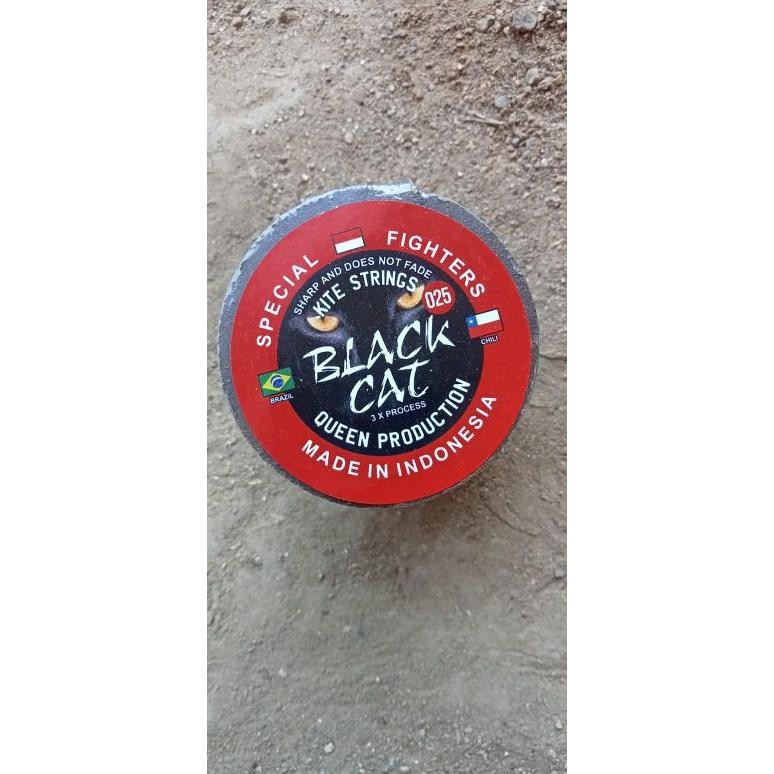 SPECIAL FIGHTERS
SHARP AND DOES NOT FADE
KITE STRINGS
025
BLACK
CAT
3 X PROCESS
QUEEN PRODUCTION
MADE IN INDONESIA
BRAZIL
CHILI